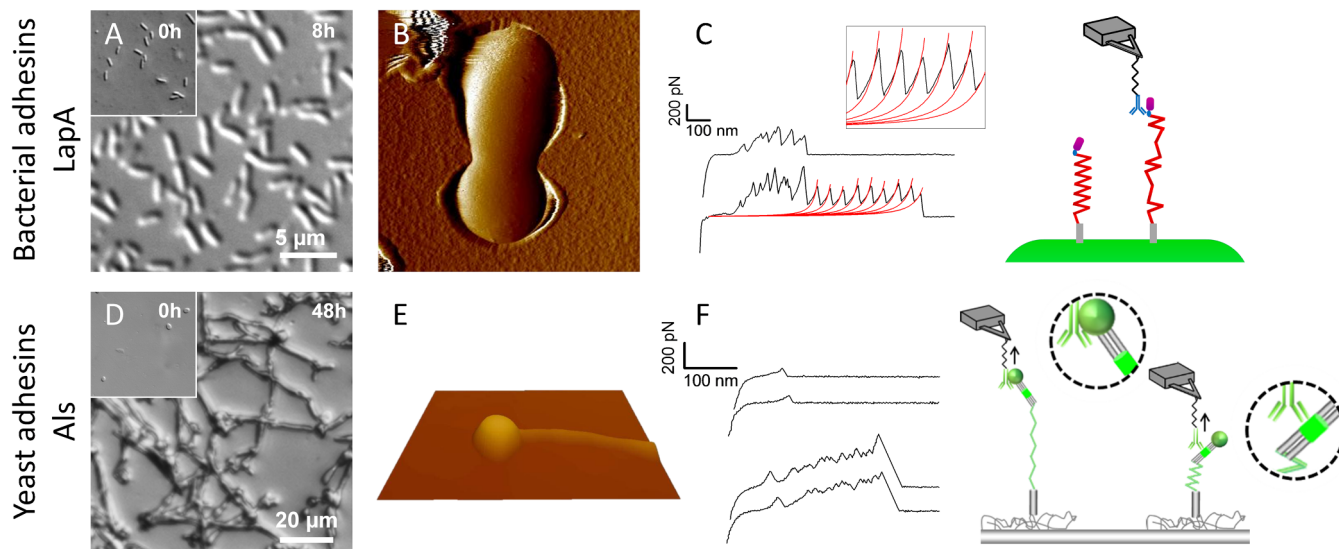 Bacterial adhesins
LapA
A
0h
8h
5 µm
B
C
200 pN
100 nm
Yeast adhesins
Als
D
0h
48h
20 µm
E
F
200 pN
100 nm